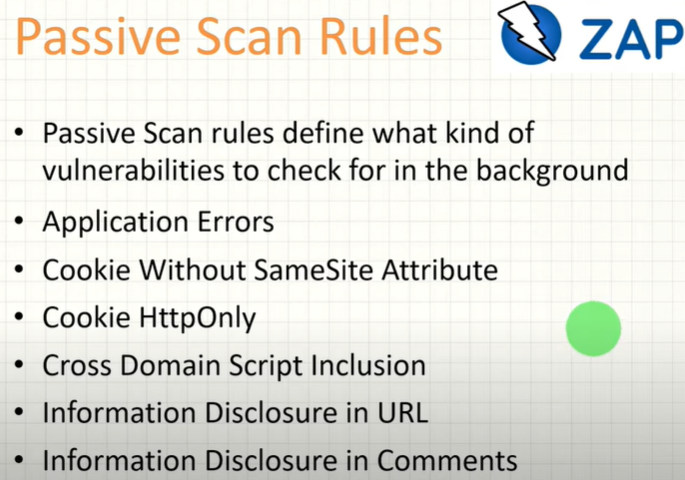 Passive Scan Rules
ZAP
• Passive Scan rules define what kind of
vulnerabilities to check for in the background
• Application Errors
• Cookie Without SameSite Attribute
• Cookie HttpOnly
• Cross Domain Script Inclusion
• Information Disclosure in URL
• Information Disclosure in Comments